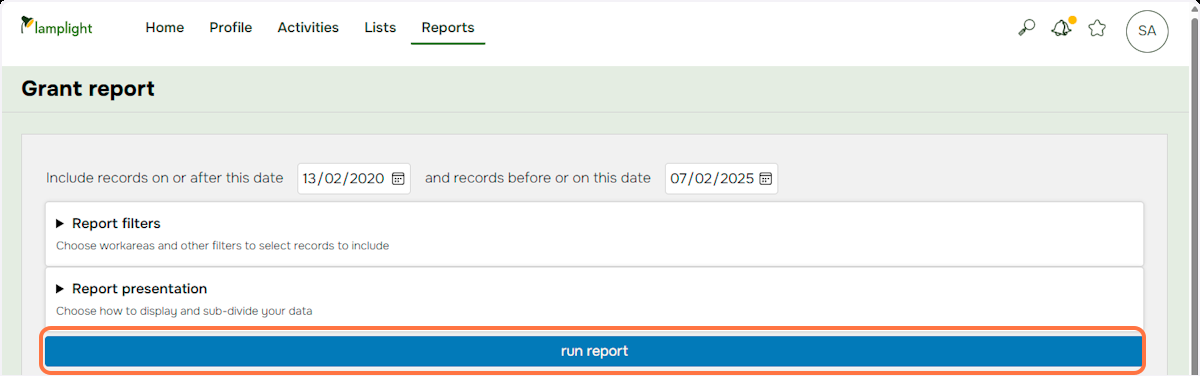 lamplight Home Profile Activities Lists Reports SA
Grant report
Include records on or after this date 13/02/2020 and records before or on this date 07/02/2025
Report filters
Choose workareas and other filters to select records to include
Report presentation
Choose how to display and sub-divide your data
run report